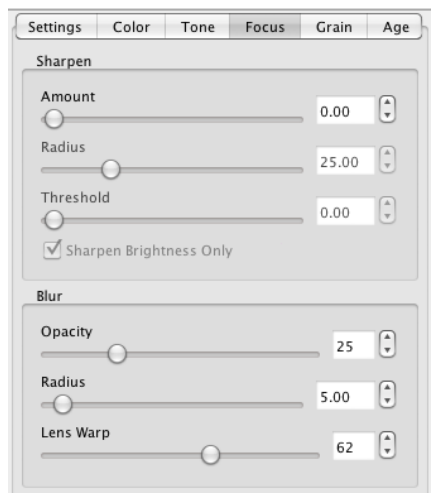 Settings Color Tone Focus Grain Age
Sharpen
Amount
0.00
Radius
25.00
Threshold
0.00
Sharpen Brightness Only
Blur
Opacity
25
Radius
5.00
Lens Warp
62